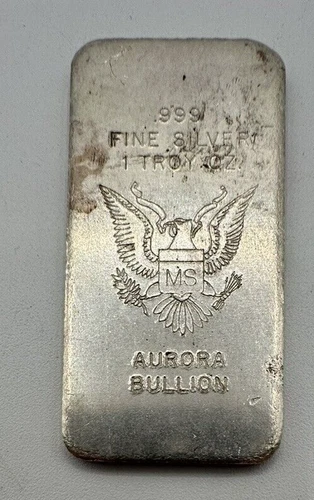 .999
FINE SILVER
1 TROY OZ.
MS
AURORA
BULLION